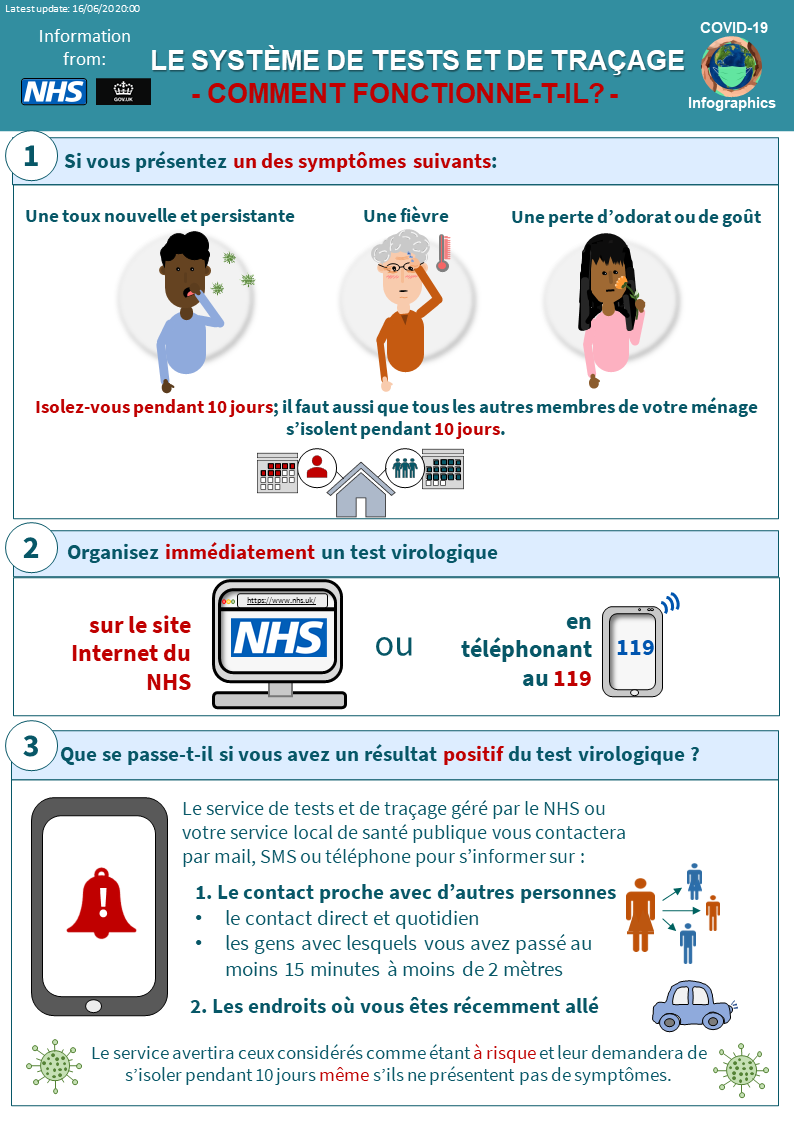 Latest update: 16/06/2020:00
Information
from:
NHS
GOV.UK
LE SYSTÈME DE TESTS ET DE TRAÇAGE
- COMMENT FONCTIONNE-T-IL? -
COVID-19
Infographics
1
Si vous présentez un des symptômes suivants:
Une toux nouvelle et persistante
Une fièvre
Une perte d’odorat ou de goût
Isolez-vous pendant 10 jours; il faut aussi que tous les autres membres de votre ménage
s’isolent pendant 10 jours.
2
Organisez immédiatement un test virologique
sur le site
Internet du
NHS
https://www.nhs.uk/
NHS
ou
en
téléphonant
au 119
119
3
Que se passe-t-il si vous avez un résultat positif du test virologique ?
Le service de tests et de traçage géré par le NHS ou
votre service local de santé publique vous contactera
par mail, SMS ou téléphone pour s’informer sur :
1. Le contact proche avec d’autres personnes
• le contact direct et quotidien
• les gens avec lesquels vous avez passé au
moins 15 minutes à moins de 2 mètres
2. Les endroits où vous êtes récemment allé
!
Le service avertira ceux considérés comme étant à risque et leur demandera de
s’isoler pendant 10 jours même s’ils ne présentent pas de symptômes.